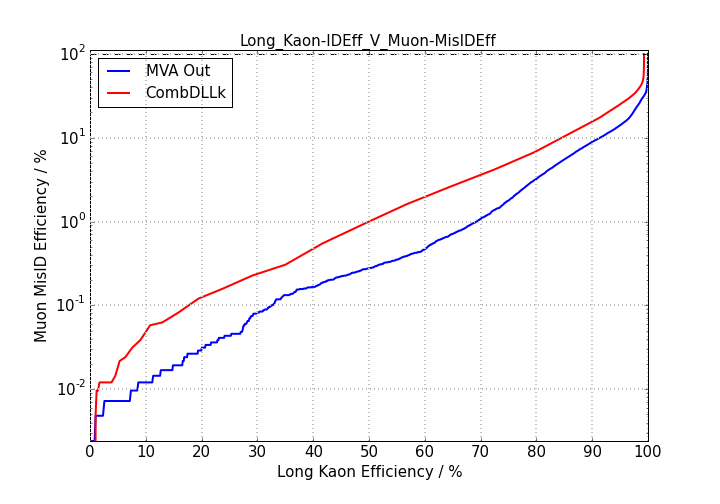 Long_Kaon-IDEff_V_Muon-MisIDEff
MVA Out
CombDLLk
10^2
10^1
10^0
10^-1
10^-2
Muon MisID Efficiency / %
0 10 20 30 40 50 60 70 80 90 100
Long Kaon Efficiency / %